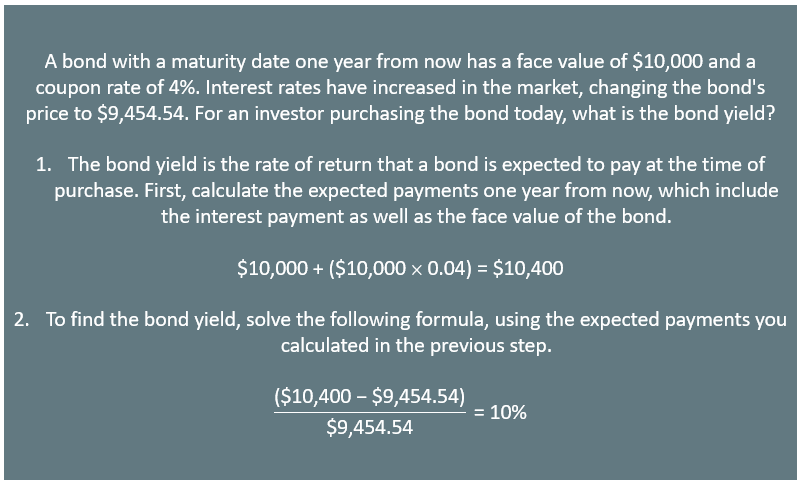 A bond with a maturity date one year from now has a face value of $10,000 and a
coupon rate of 4%. Interest rates have increased in the market, changing the bond's
price to $9,454.54. For an investor purchasing the bond today, what is the bond yield?
1. The bond yield is the rate of return that a bond is expected to pay at the time of
purchase. First, calculate the expected payments one year from now, which include
the interest payment as well as the face value of the bond.
$10,000 + ($10,000 × 0.04) = $10,400
2. To find the bond yield, solve the following formula, using the expected payments you
calculated in the previous step.
($10,400 – $9,454.54)
= 10%
$9,454.54